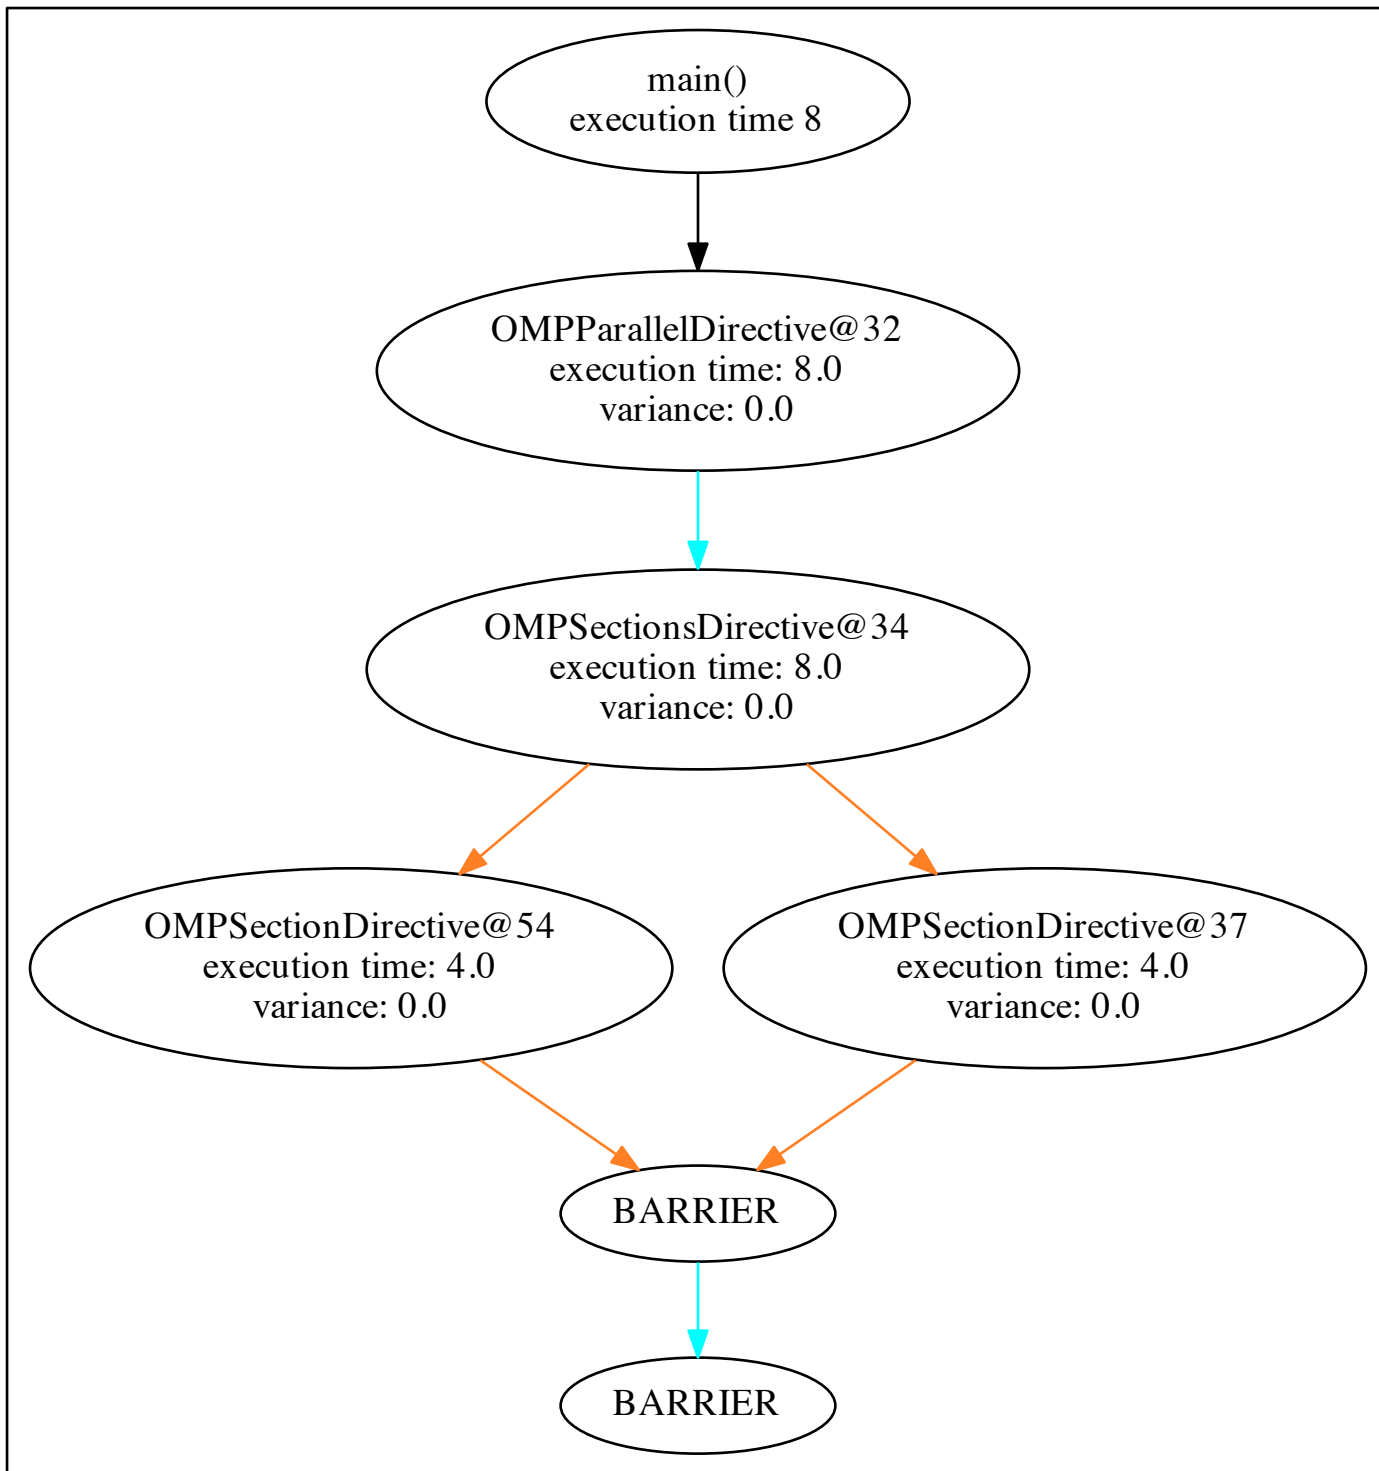 main()
execution time 8
OMPParallelDirective@32
execution time: 8.0
variance: 0.0
OMPSectionsDirective@34
execution time: 8.0
variance: 0.0
OMPSectionDirective@54
execution time: 4.0
variance: 0.0
OMPSectionDirective@37
execution time: 4.0
variance: 0.0
BARRIER
BARRIER